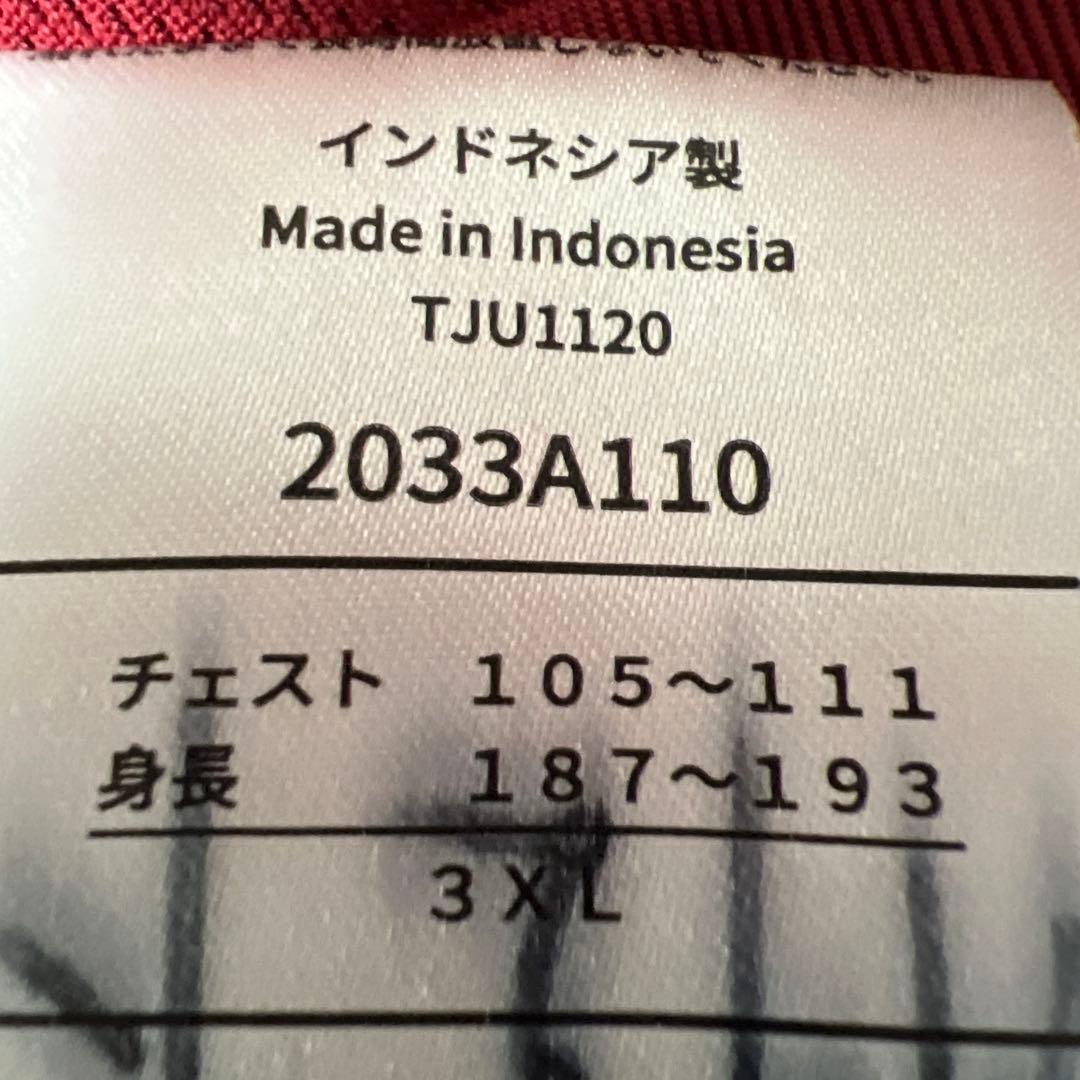 インドネシア製
Made in Indonesia
TJU1120
2033A110
チェスト 105～111
身長 187～193
3XL